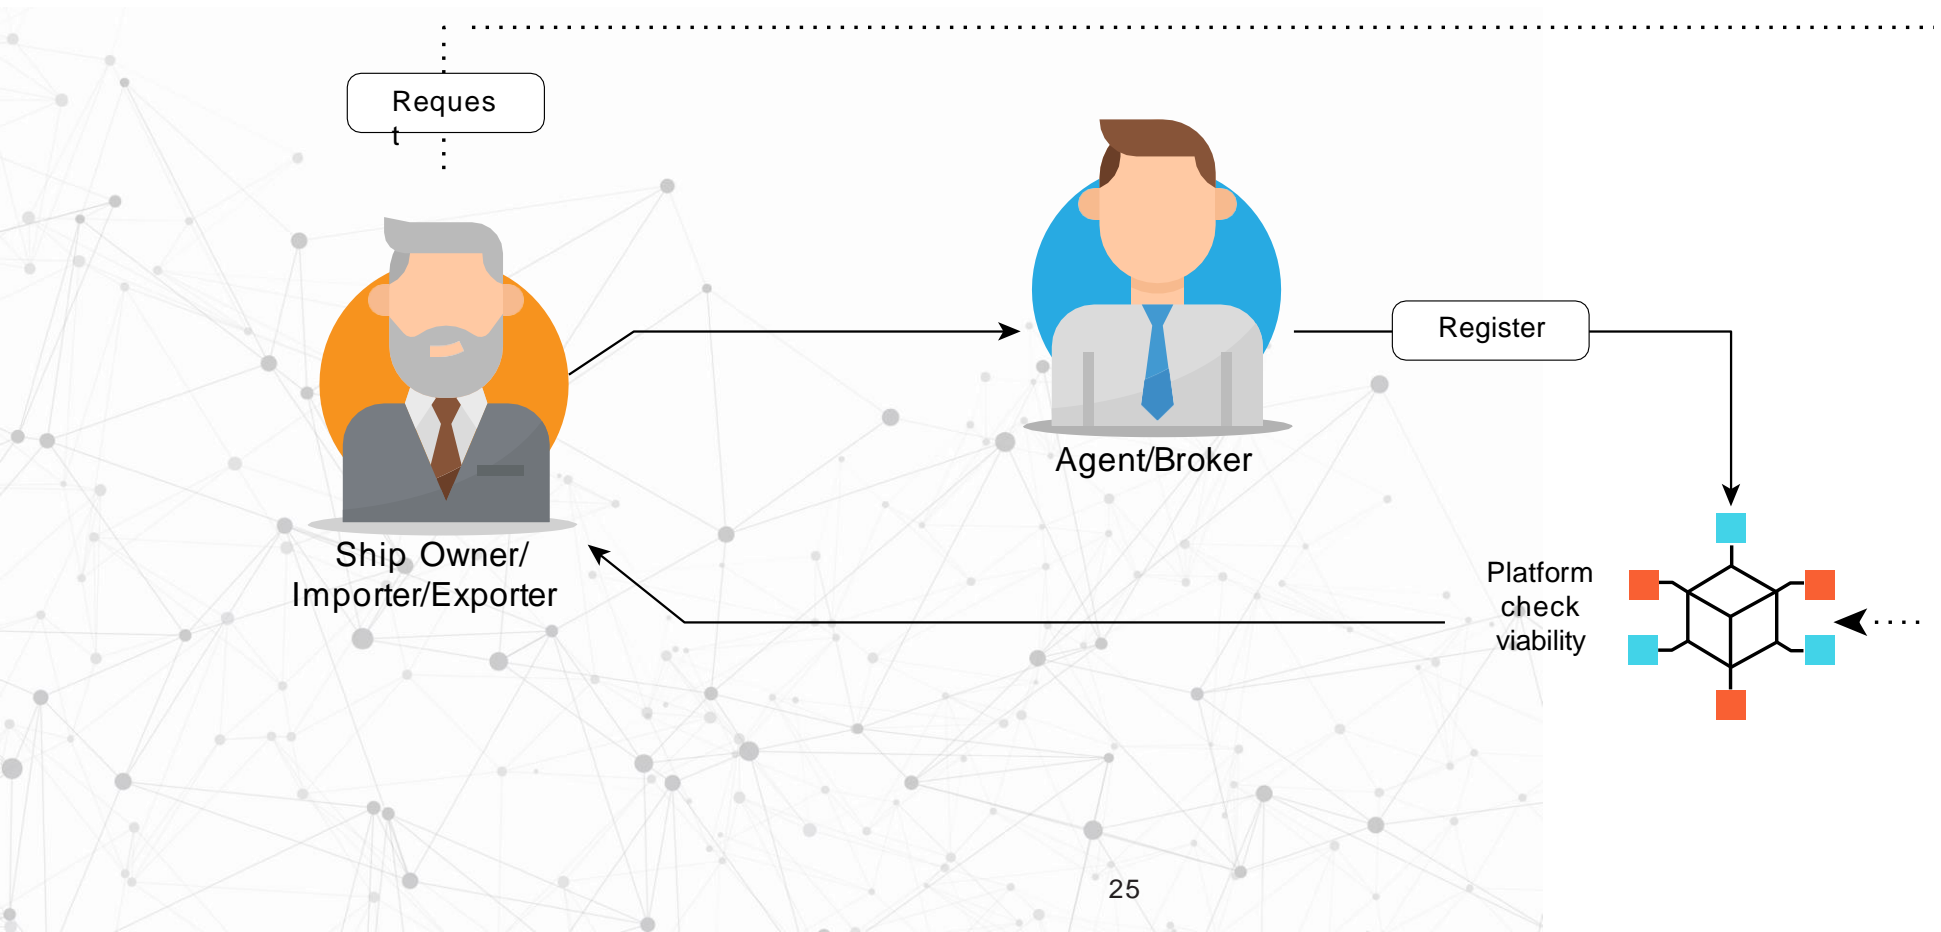 Reques
t
Register
Agent/Broker
Ship Owner/
Importer/Exporter
Platform
check
viability
25